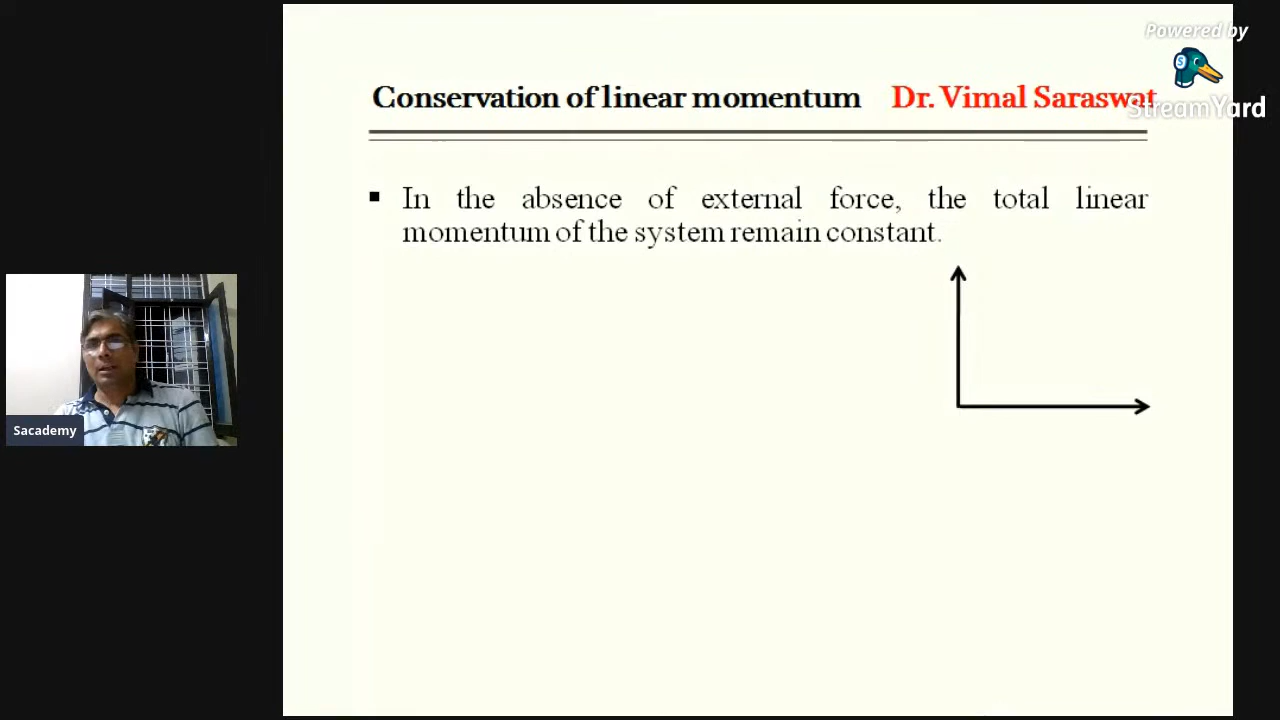 Powered by
StreamYard
Conservation of linear momentum Dr. Vimal Saraswat
▪ In the absence of external force, the total linear
momentum of the system remain constant.
Sacademy